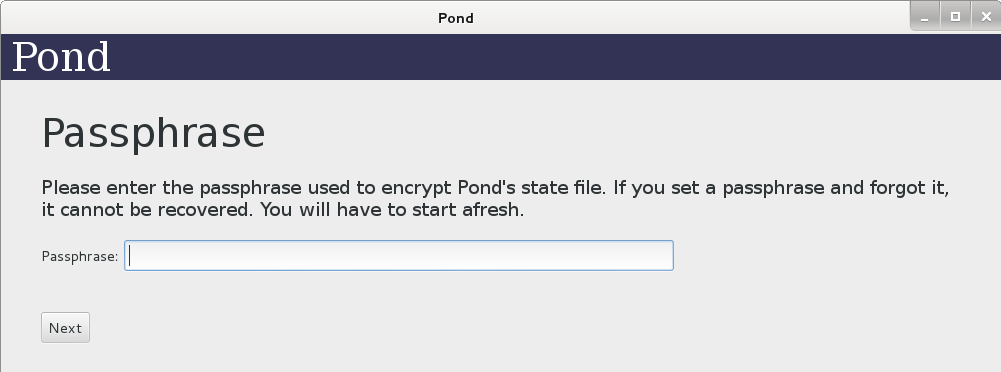 Pond
Pond
Passphrase
Please enter the passphrase used to encrypt Pond's state file. If you set a passphrase and forgot it,
it cannot be recovered. You will have to start afresh.
Passphrase:
Next